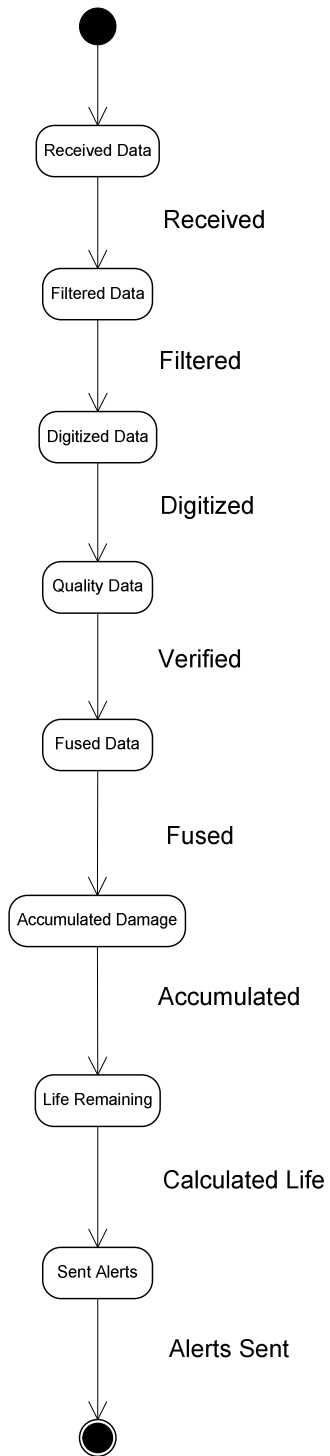 Received Data
Received
Filtered Data
Filtered
Digitized Data
Digitized
Quality Data
Verified
Fused Data
Fused
Accumulated Damage
Accumulated
Life Remaining
Calculated Life
Sent Alerts
Alerts Sent